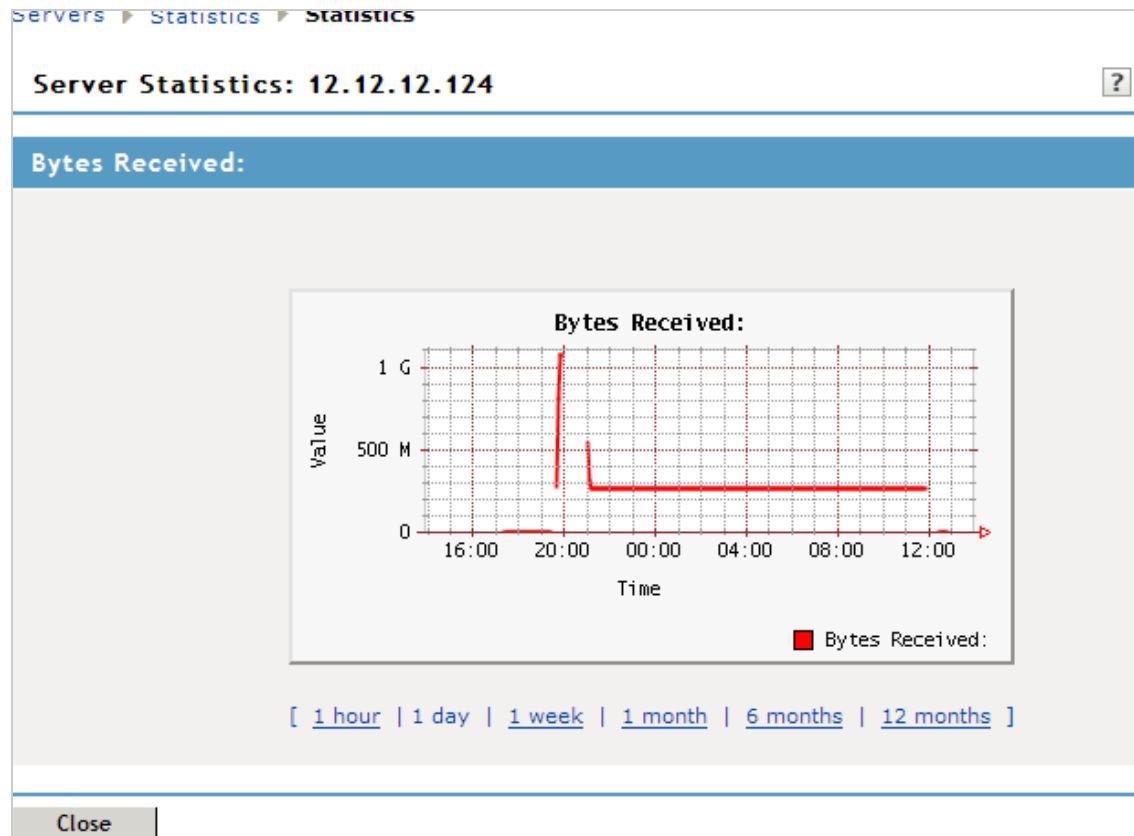 Servers Statistics Statistics
Server Statistics: 12.12.12.124
?
Bytes Received:
Bytes Received:
1 G
500 M
0
Value
16:00 20:00 00:00 04:00 08:00 12:00
Time
Bytes Received:
[ 1 hour | 1 day | 1 week | 1 month | 6 months | 12 months ]
Close